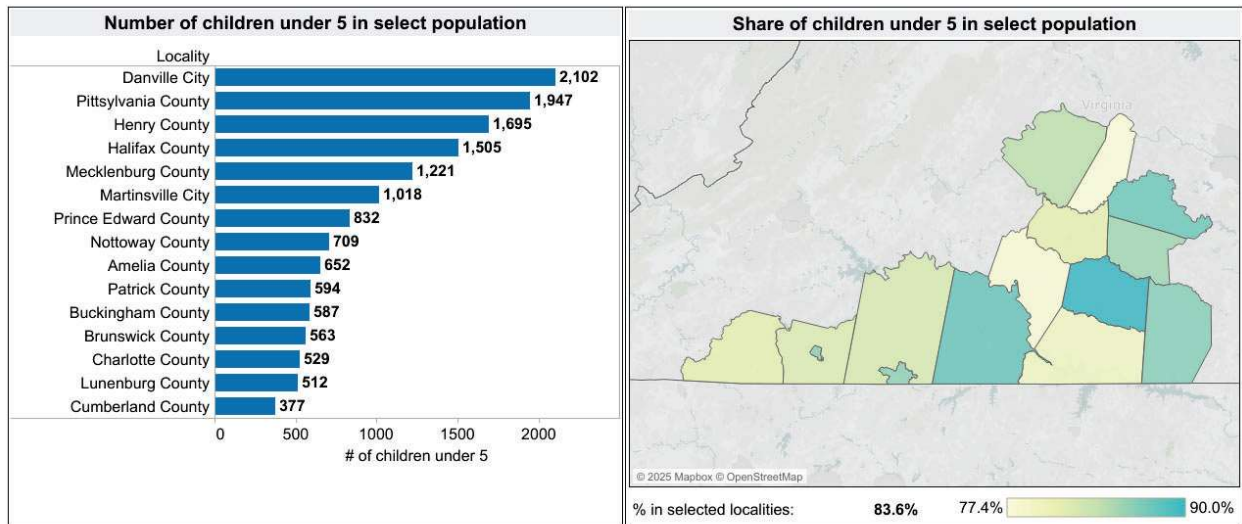 Number of children under 5 in select population
Locality
Danville City 2,102
Pittsylvania County 1,947
Henry County 1,695
Halifax County 1,505
Mecklenburg County 1,221
Martinsville City 1,018
Prince Edward County 832
Nottoway County 709
Amelia County 652
Patrick County 594
Buckingham County 587
Brunswick County 563
Charlotte County 529
Lunenburg County 512
Cumberland County 377
0 500 1000 1500 2000
# of children under 5
Share of children under 5 in select population
Virginia
© 2025 Mapbox © OpenStreetMap
% in selected localities: 83.6% 77.4% 90.0%